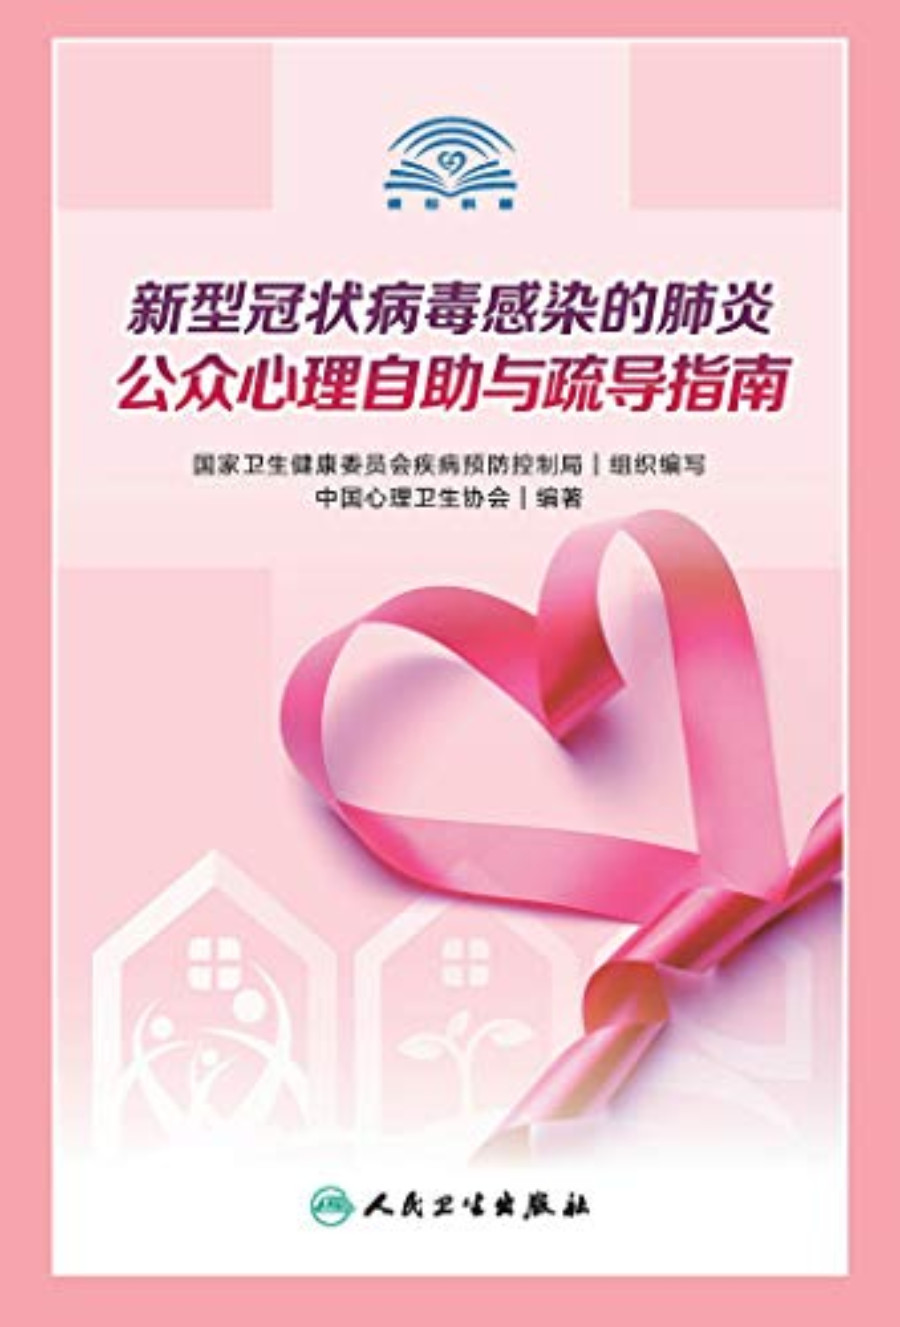 新型冠状病毒感染的肺炎
公众心理自助与疏导指南
国家卫生健康委员会疾病预防控制局|组织编写
中国心理卫生协会|编著
人民卫生出版社